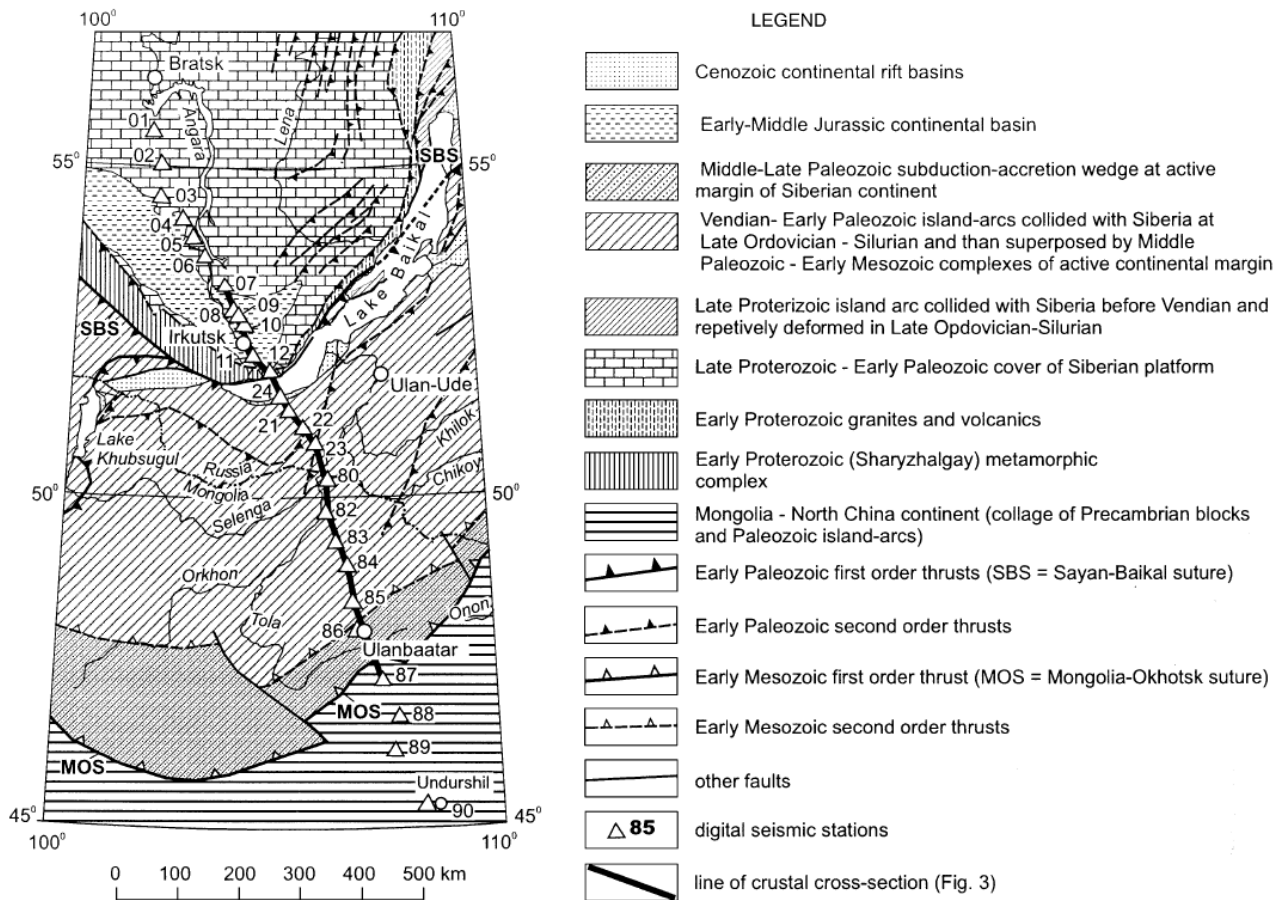 100°
110°
Bratsk
01
Angara
Lena
02
55°
SBS
55°
03
04
05
06
07
Lake Baikal
09
08
10
SBS
Irkutsk
11
12
Ulan-Ude
24
22
21
23
Khilok
Lake
Khubsugul
Russia
80
Chikoy
Mongolia
50°
50°
Selenga
82
83
Orkhon
84
85
Onon
Tola
86
Ulanbaatar
87
MOS
88
89
MOS
Undurshil
90
45°
45°
100°
110°
0 100 200 300 400 500 km
LEGEND
Cenozoic continental rift basins
Early-Middle Jurassic continental basin
Middle-Late Paleozoic subduction-accretion wedge at active
margin of Siberian continent
Vendian- Early Paleozoic island-arcs collided with Siberia at
Late Ordovician - Silurian and than superposed by Middle
Paleozoic - Early Mesozoic complexes of active continental margin
Late Proterizoic island arc collided with Siberia before Vendian and
repetively deformed in Late Opdovician-Silurian
Late Proterozoic - Early Paleozoic cover of Siberian platform
Early Proterozoic granites and volcanics
Early Proterozoic (Sharyzhalgay) metamorphic
complex
Mongolia - North China continent (collage of Precambrian blocks
and Paleozoic island-arcs)
Early Paleozoic first order thrusts (SBS = Sayan-Baikal suture)
Early Paleozoic second order thrusts
Early Mesozoic first order thrust (MOS = Mongolia-Okhotsk suture)
Early Mesozoic second order thrusts
other faults
85 digital seismic stations
line of crustal cross-section (Fig. 3)